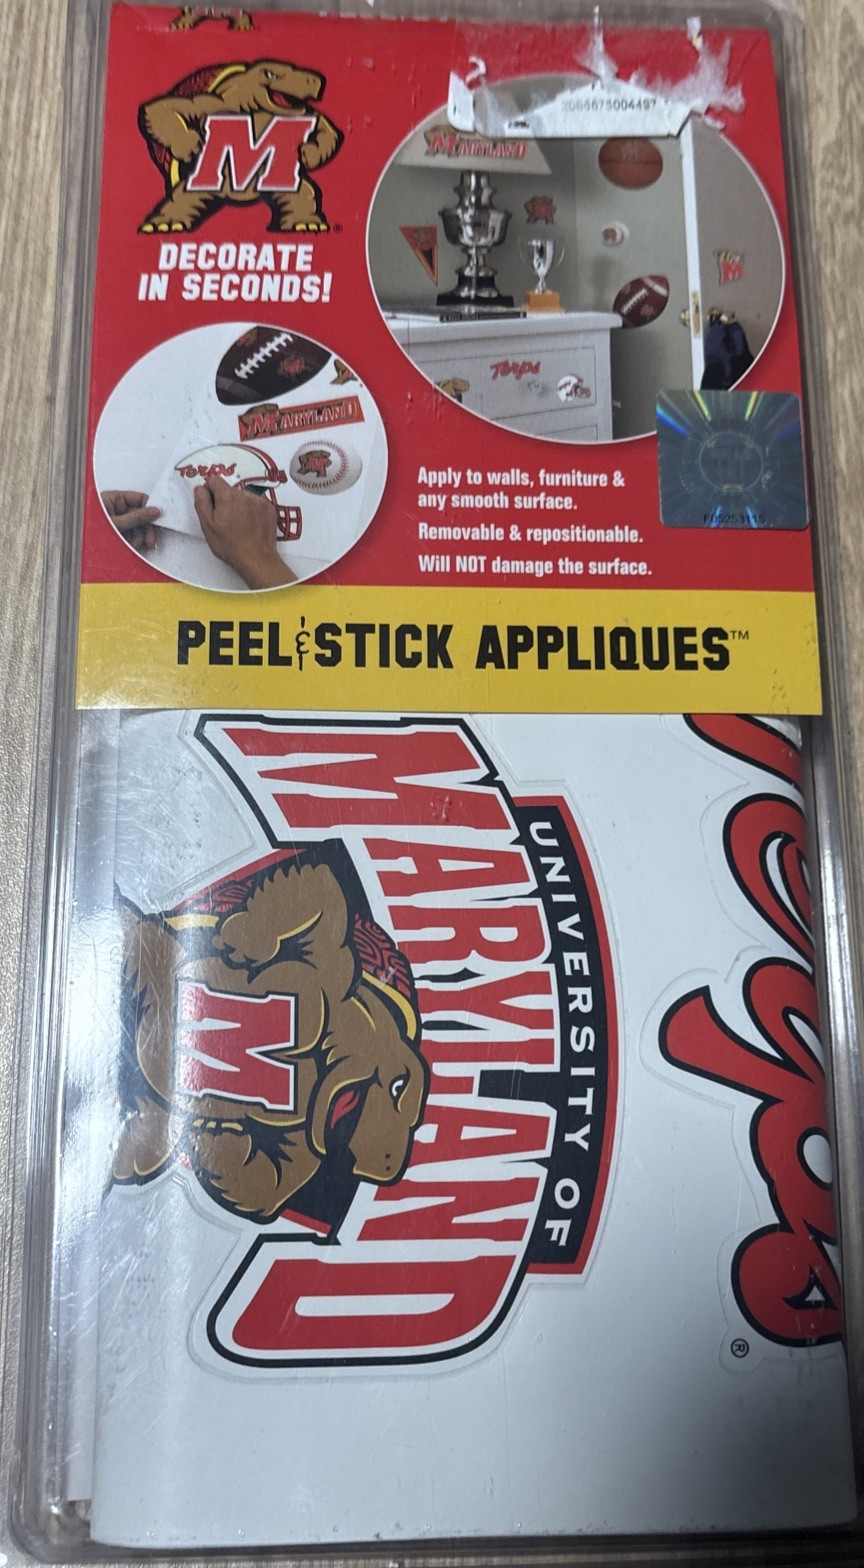 M
DECORATE
IN SECONDS!
MARYLAND
M
Terps
MARYLAND
Terps
Apply to walls, furniture &
any smooth surface.
Removable & repositionable.
Will NOT damage the surface.
PEEL & STICK APPLIQUES™
UNIVERSITY OF
MARYLAND
M
®